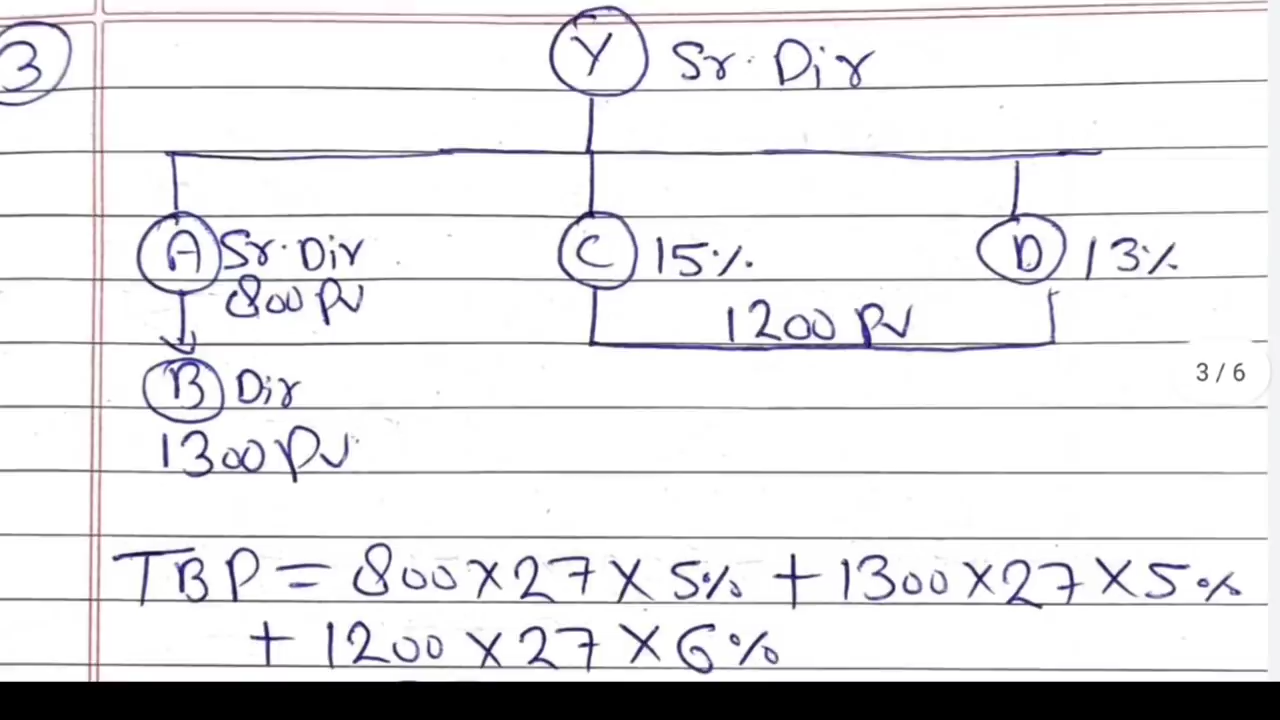 3
Y Sr. Dir
A Sr. Dir
800 PV
C 15%
D 13%
1200 PV
3 / 6
B Dir
1300 PV
TBP = 800 X 27 X 5% + 1300 X 27 X 5%
+ 1200 X 27 X 6%